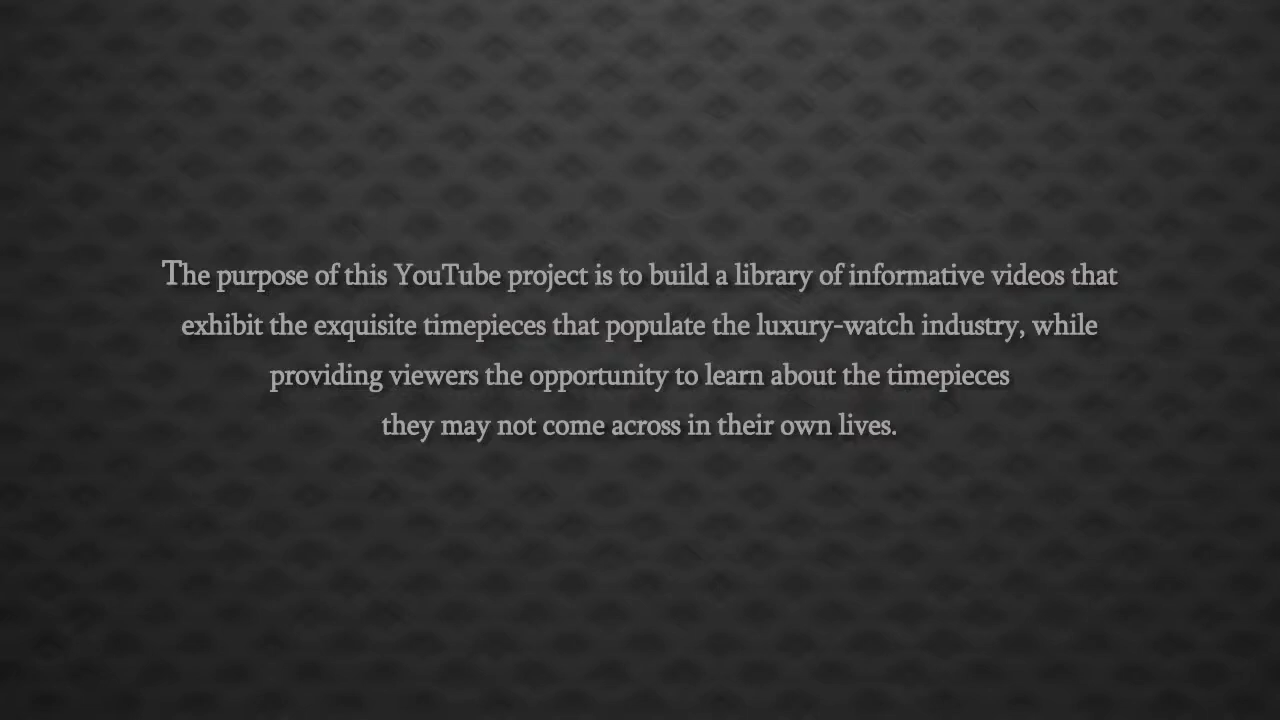 The purpose of this YouTube project is to build a library of informative videos that
exhibit the exquisite timepieces that populate the luxury-watch industry, while
providing viewers the opportunity to learn about the timepieces
they may not come across in their own lives.